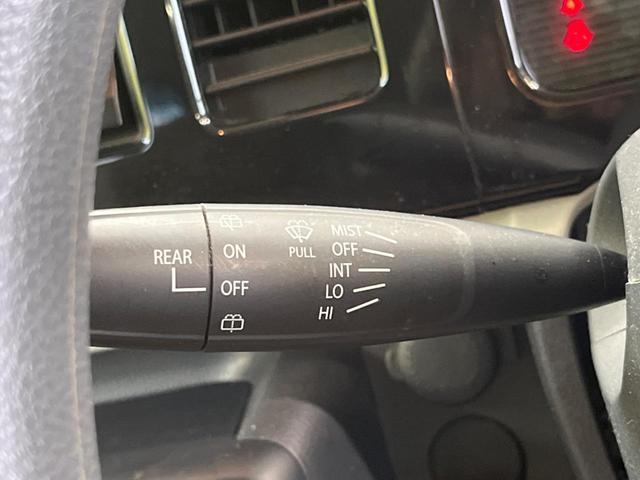 REAR
ON
OFF
PULL
MIST
OFF
INT
LO
HI